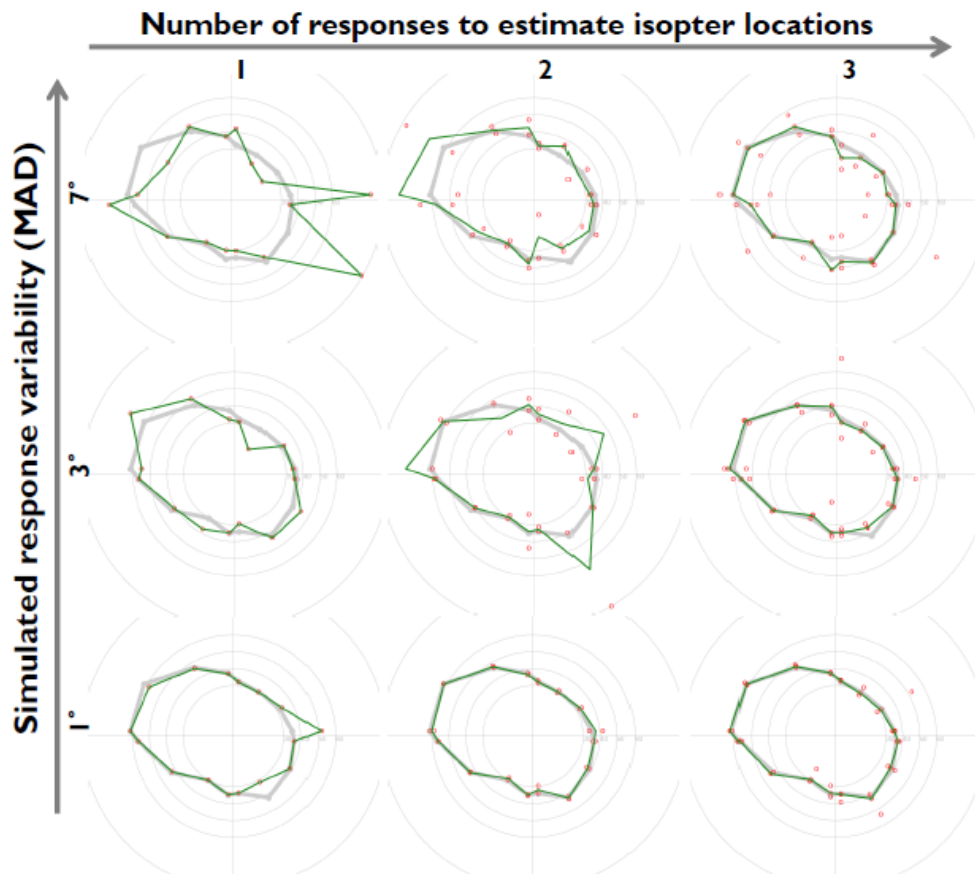 Number of responses to estimate isopter locations
1 2 3
Simulated response variability (MAD)
7°
3°
1°